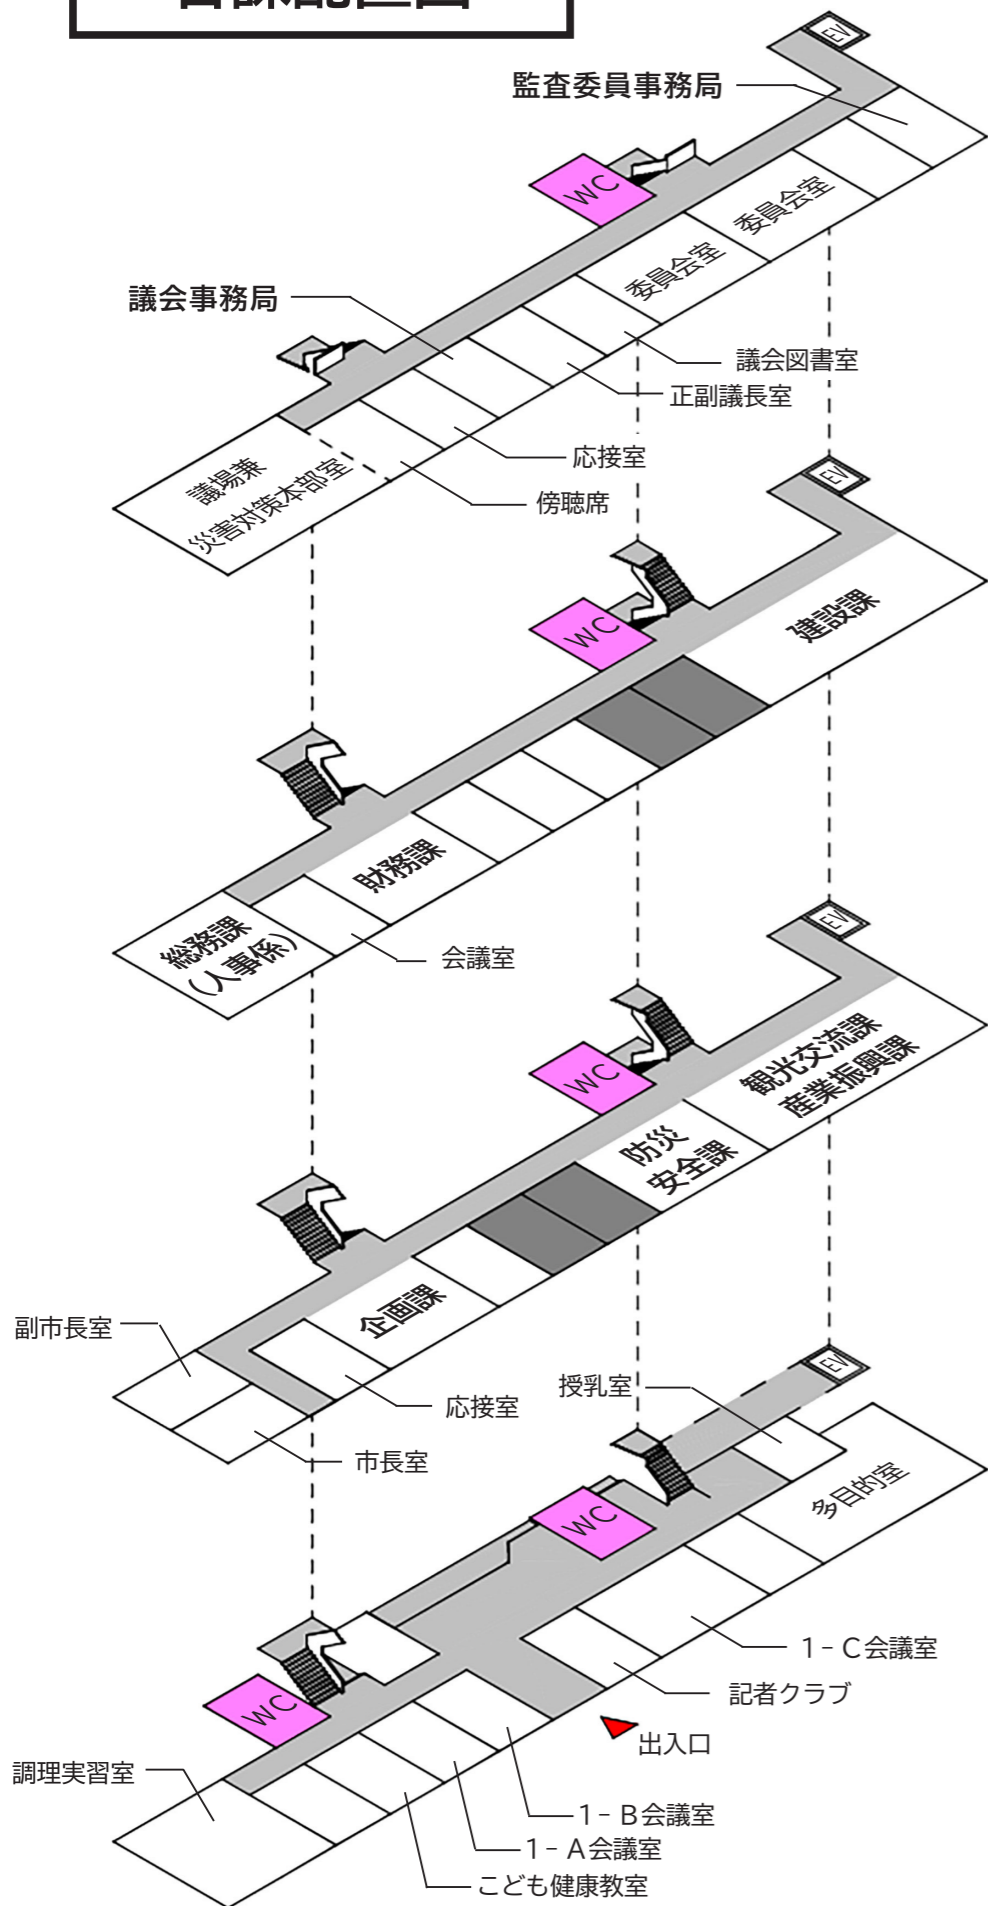 各課配置図
EV
監査委員事務局
WC
委員会室
委員会室
議会事務局
議会図書室
正副議長室
応接室
傍聴席
議場兼
災害対策本部室
EV
WC
建設課
財務課
総務課
(人事係)
会議室
EV
WC
観光交流課
産業振興課
防災
安全課
企画課
副市長室
応接室
市長室
EV
授乳室
WC
多目的室
1-C会議室
記者クラブ
出入口
WC
調理実習室
1-B会議室
1-A会議室
こども健康教室